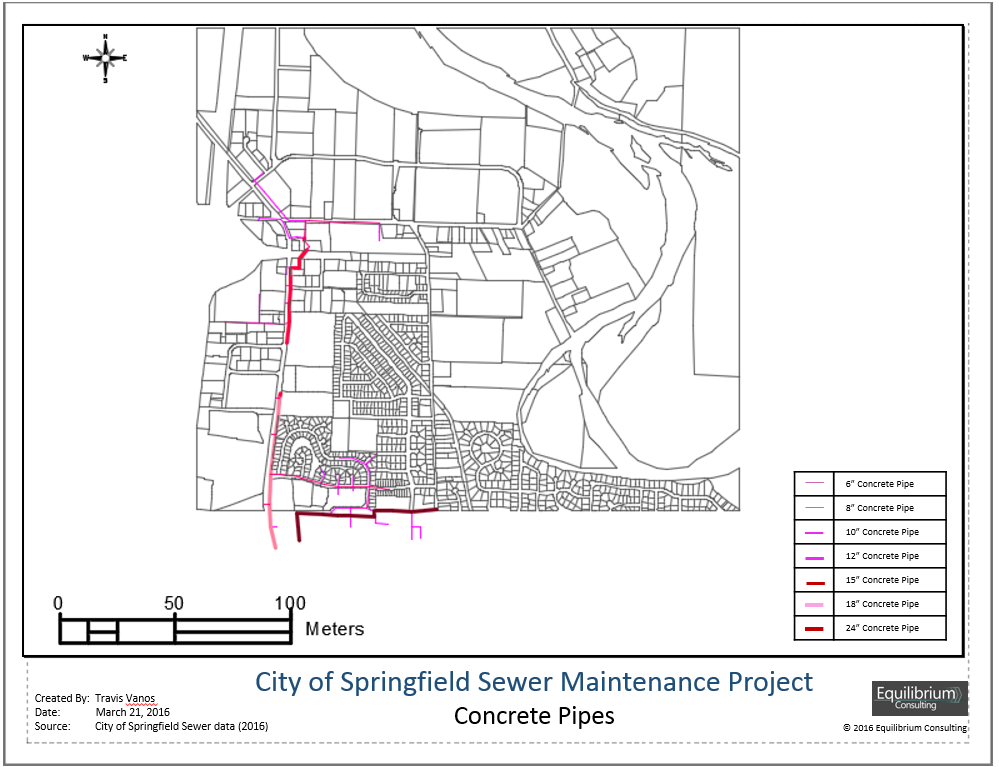 N
W E
S
6" Concrete Pipe
8" Concrete Pipe
10" Concrete Pipe
12" Concrete Pipe
15" Concrete Pipe
18" Concrete Pipe
24" Concrete Pipe
0 50 100
Meters
City of Springfield Sewer Maintenance Project
Concrete Pipes
Created By: Travis Vanos
Date: March 21, 2016
Source: City of Springfield Sewer data (2016)
Equilibrium
Consulting
© 2016 Equilibrium Consulting